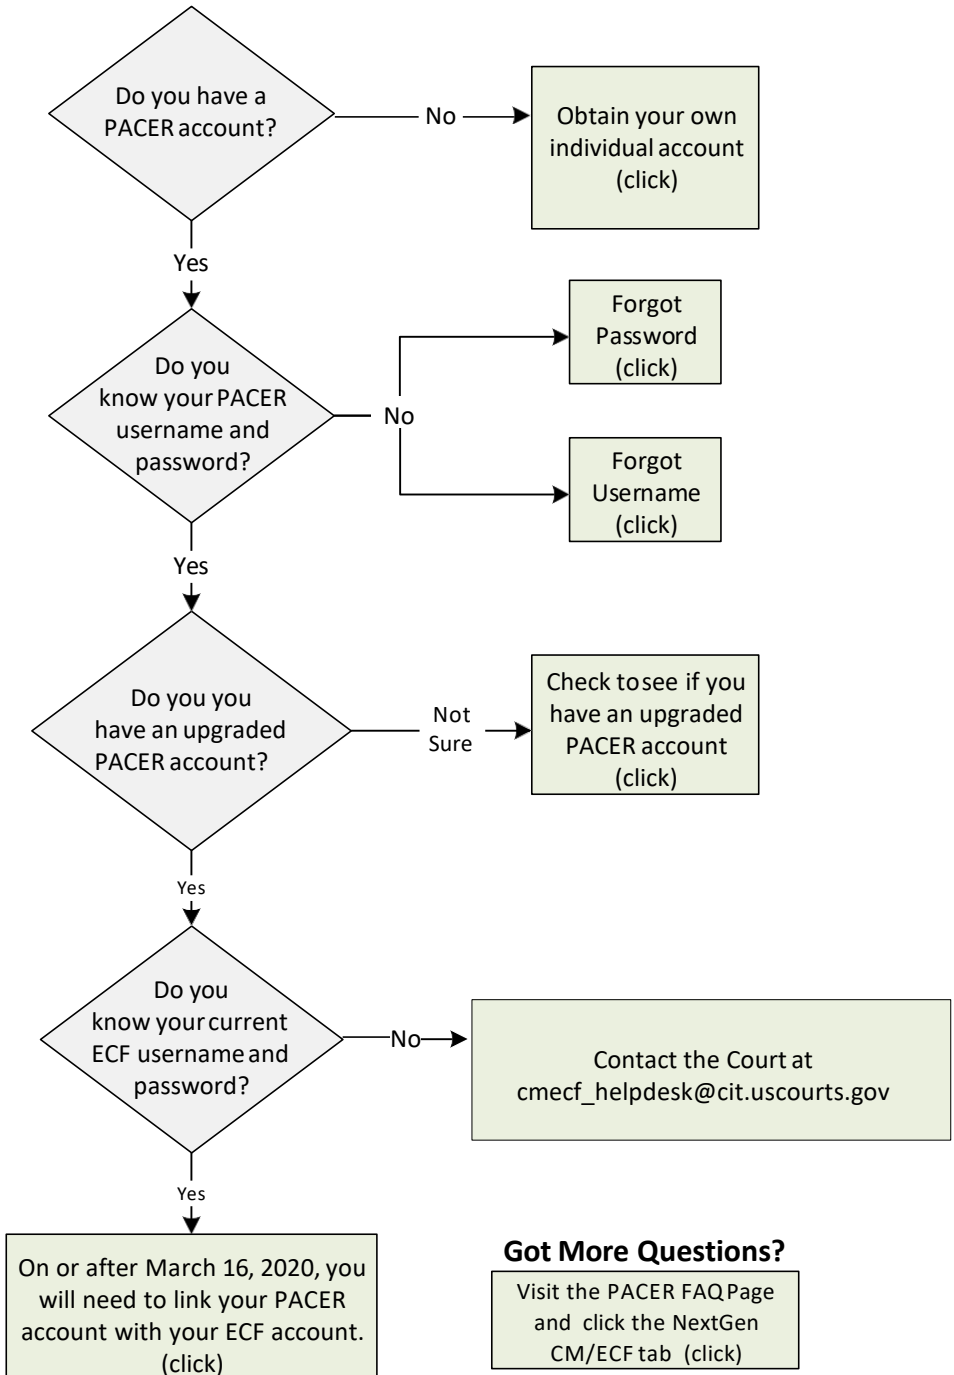 Do you have a
PACER account?
No
Obtain your own
individual account
(click)
Yes
Do you
know your PACER
username and
password?
No
Forgot
Password
(click)
Forgot
Username
(click)
Yes
Do you you
have an upgraded
PACER account?
Not
Sure
Check to see if you
have an upgraded
PACER account
(click)
Yes
Do you
know your current
ECF username and
password?
No
Contact the Court at
cmecf_helpdesk@cit.uscourts.gov
Yes
On or after March 16, 2020, you
will need to link your PACER
account with your ECF account.
(click)
Got More Questions?
Visit the PACER FAQ Page
and click the NextGen
CM/ECF tab (click)